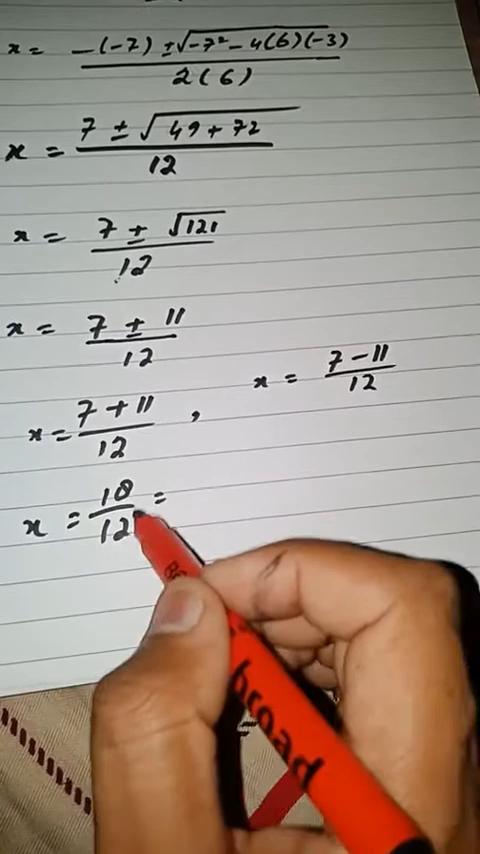 x = (-(-7) ± √(-7² - 4(6)(-3))) / 2(6)
x = (7 ± √(49 + 72)) / 12
x = (7 ± √121) / 12
x = (7 ± 11) / 12
x = (7 + 11) / 12 , x = (7 - 11) / 12
x = 18 / 12 =
broad